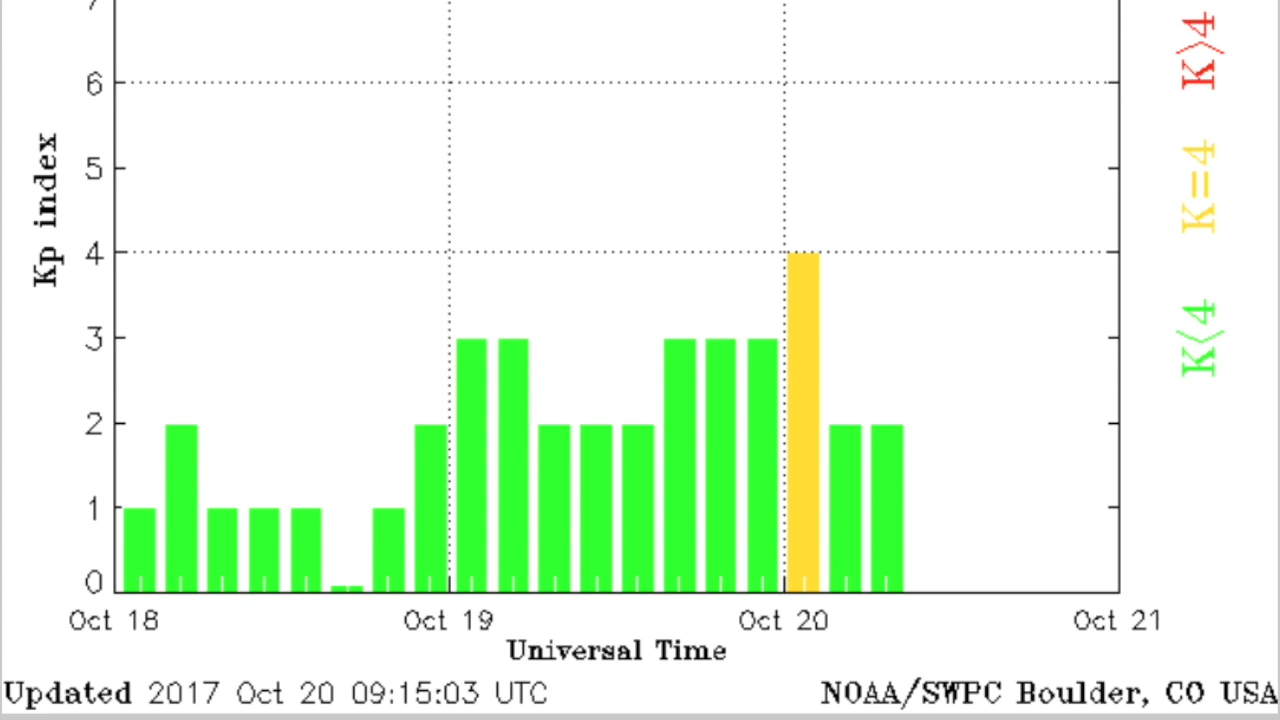 7
6
5
4
3
2
1
0
Kp index
K>4
K=4
K<4
Oct 18 Oct 19 Oct 20 Oct 21
Universal Time
Updated 2017 Oct 20 09:15:03 UTC
NOAA/SWPC Boulder, CO USA